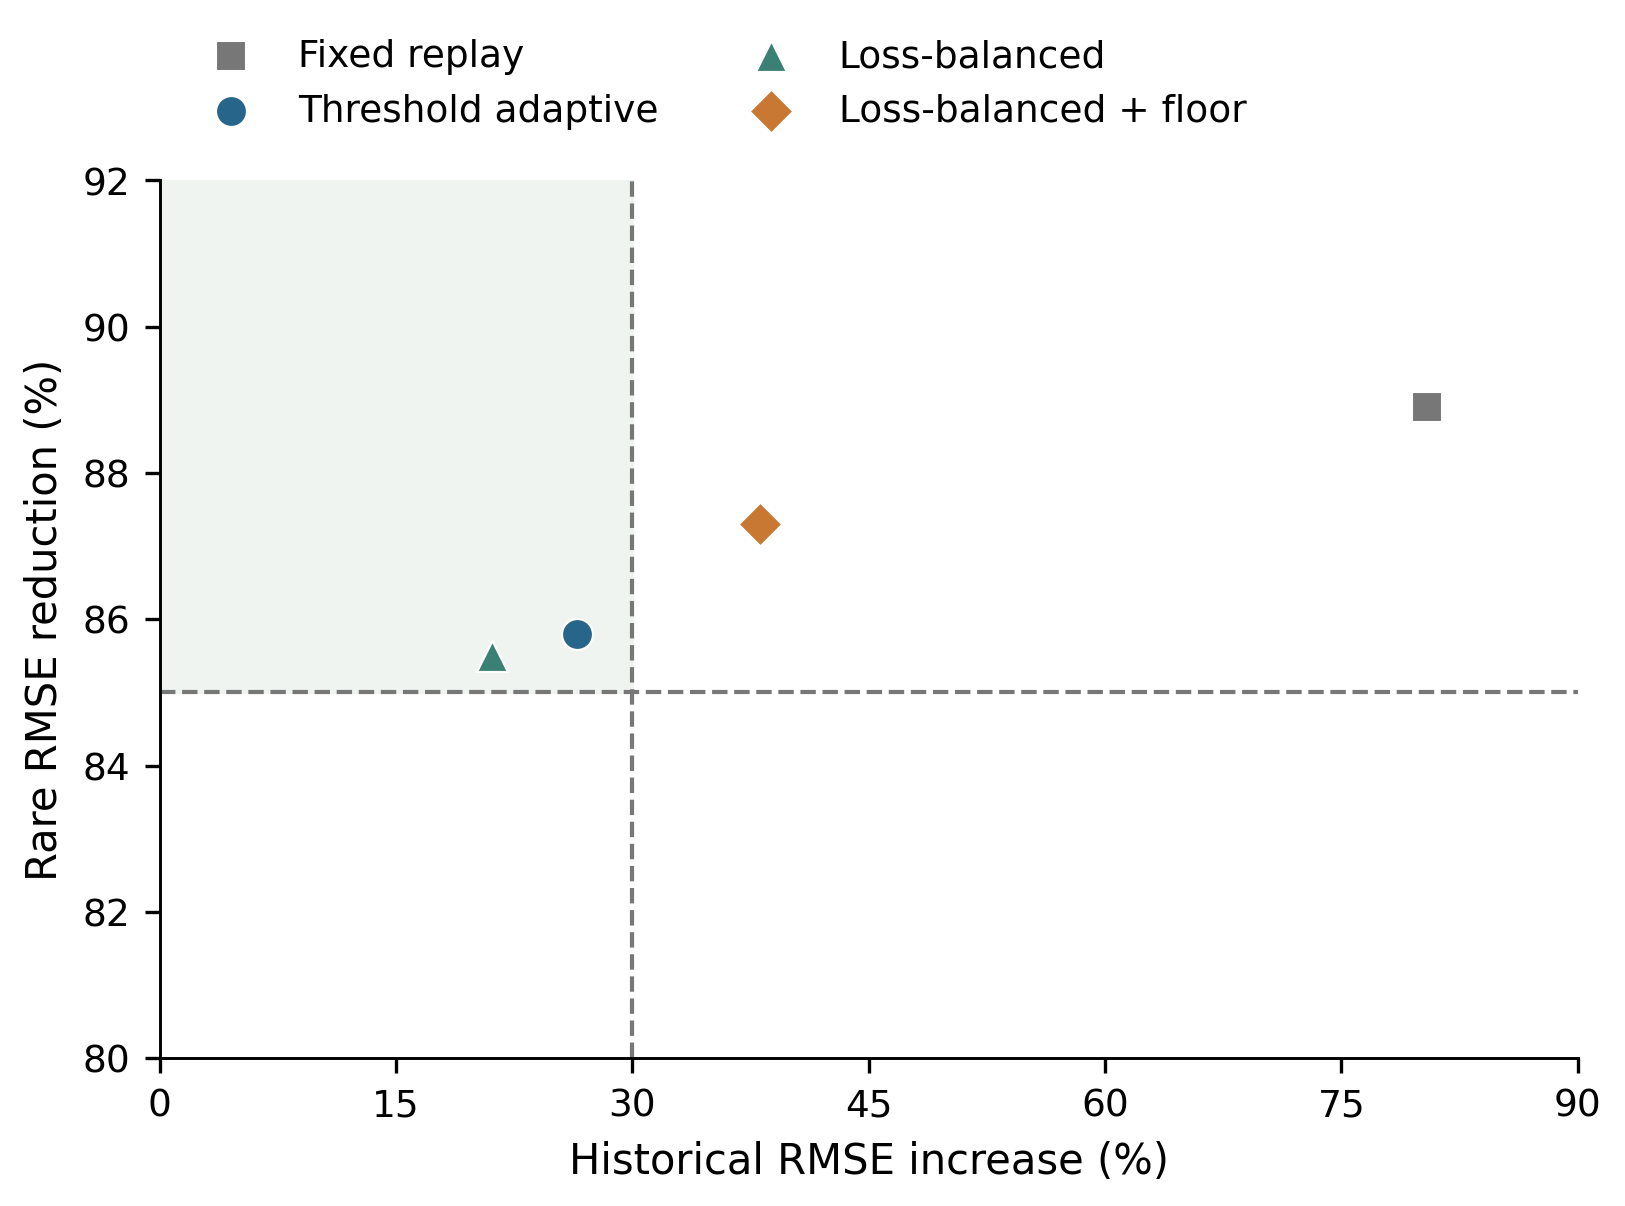 Fixed replay
Threshold adaptive
Loss-balanced
Loss-balanced + floor
92
90
88
86
84
82
80
Rare RMSE reduction (%)
0 15 30 45 60 75 90
Historical RMSE increase (%)